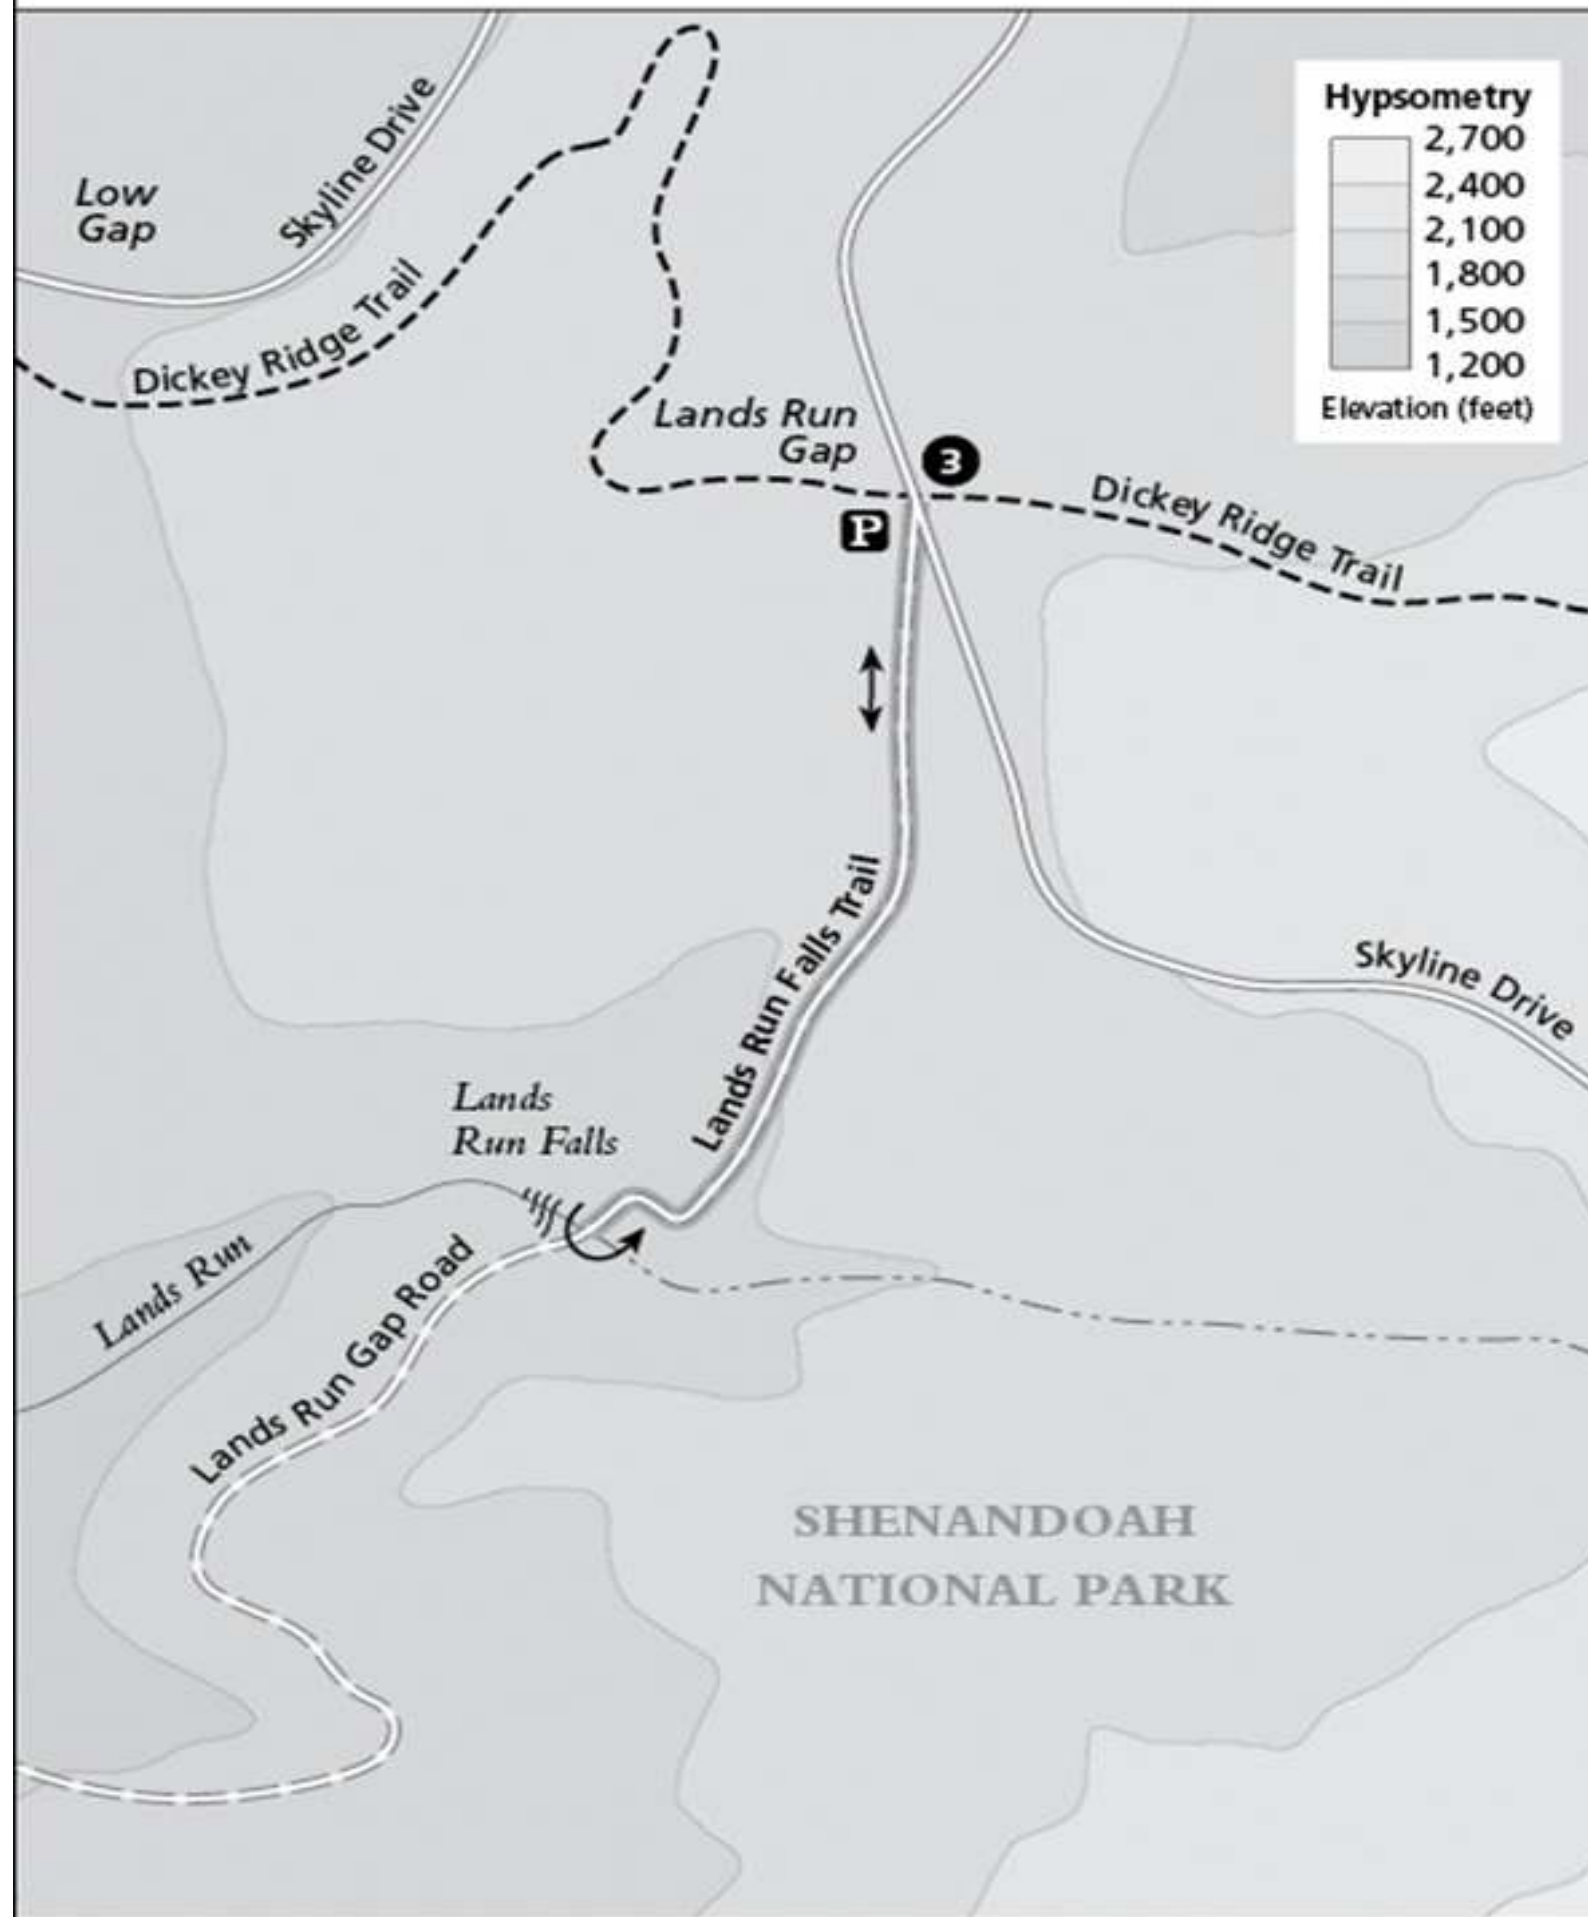 Hypsometry
2,700
2,400
2,100
1,800
1,500
1,200
Elevation (feet)
Skyline Drive
Low
Gap
Dickey Ridge Trail
Lands Run
Gap
3
P
Dickey Ridge Trail
Lands Run Falls Trail
Skyline Drive
Lands
Run Falls
Lands Run
Lands Run Gap Road
SHENANDOAH
NATIONAL PARK